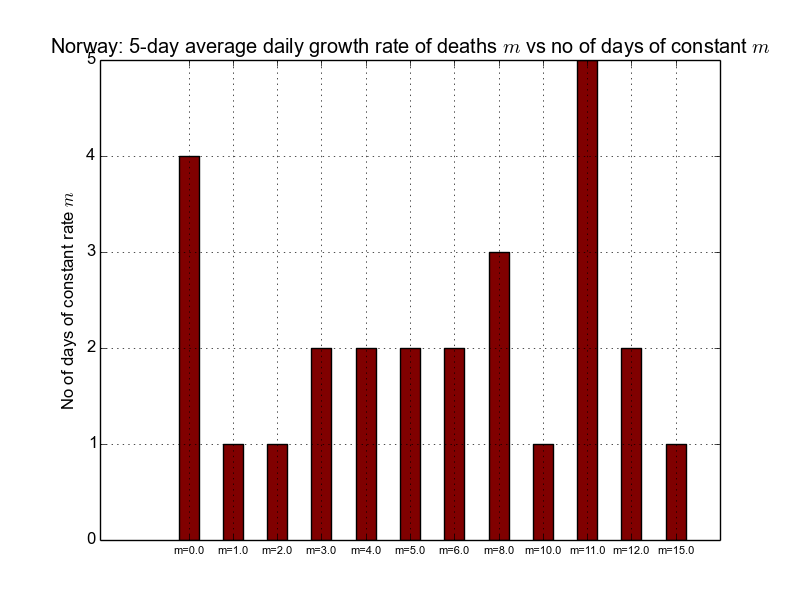 Norway: 5-day average daily growth rate of deaths m vs no of days of constant m
No of days of constant rate m
5
4
3
2
1
0
m=0.0 m=1.0 m=2.0 m=3.0 m=4.0 m=5.0 m=6.0 m=8.0 m=10.0 m=11.0 m=12.0 m=15.0